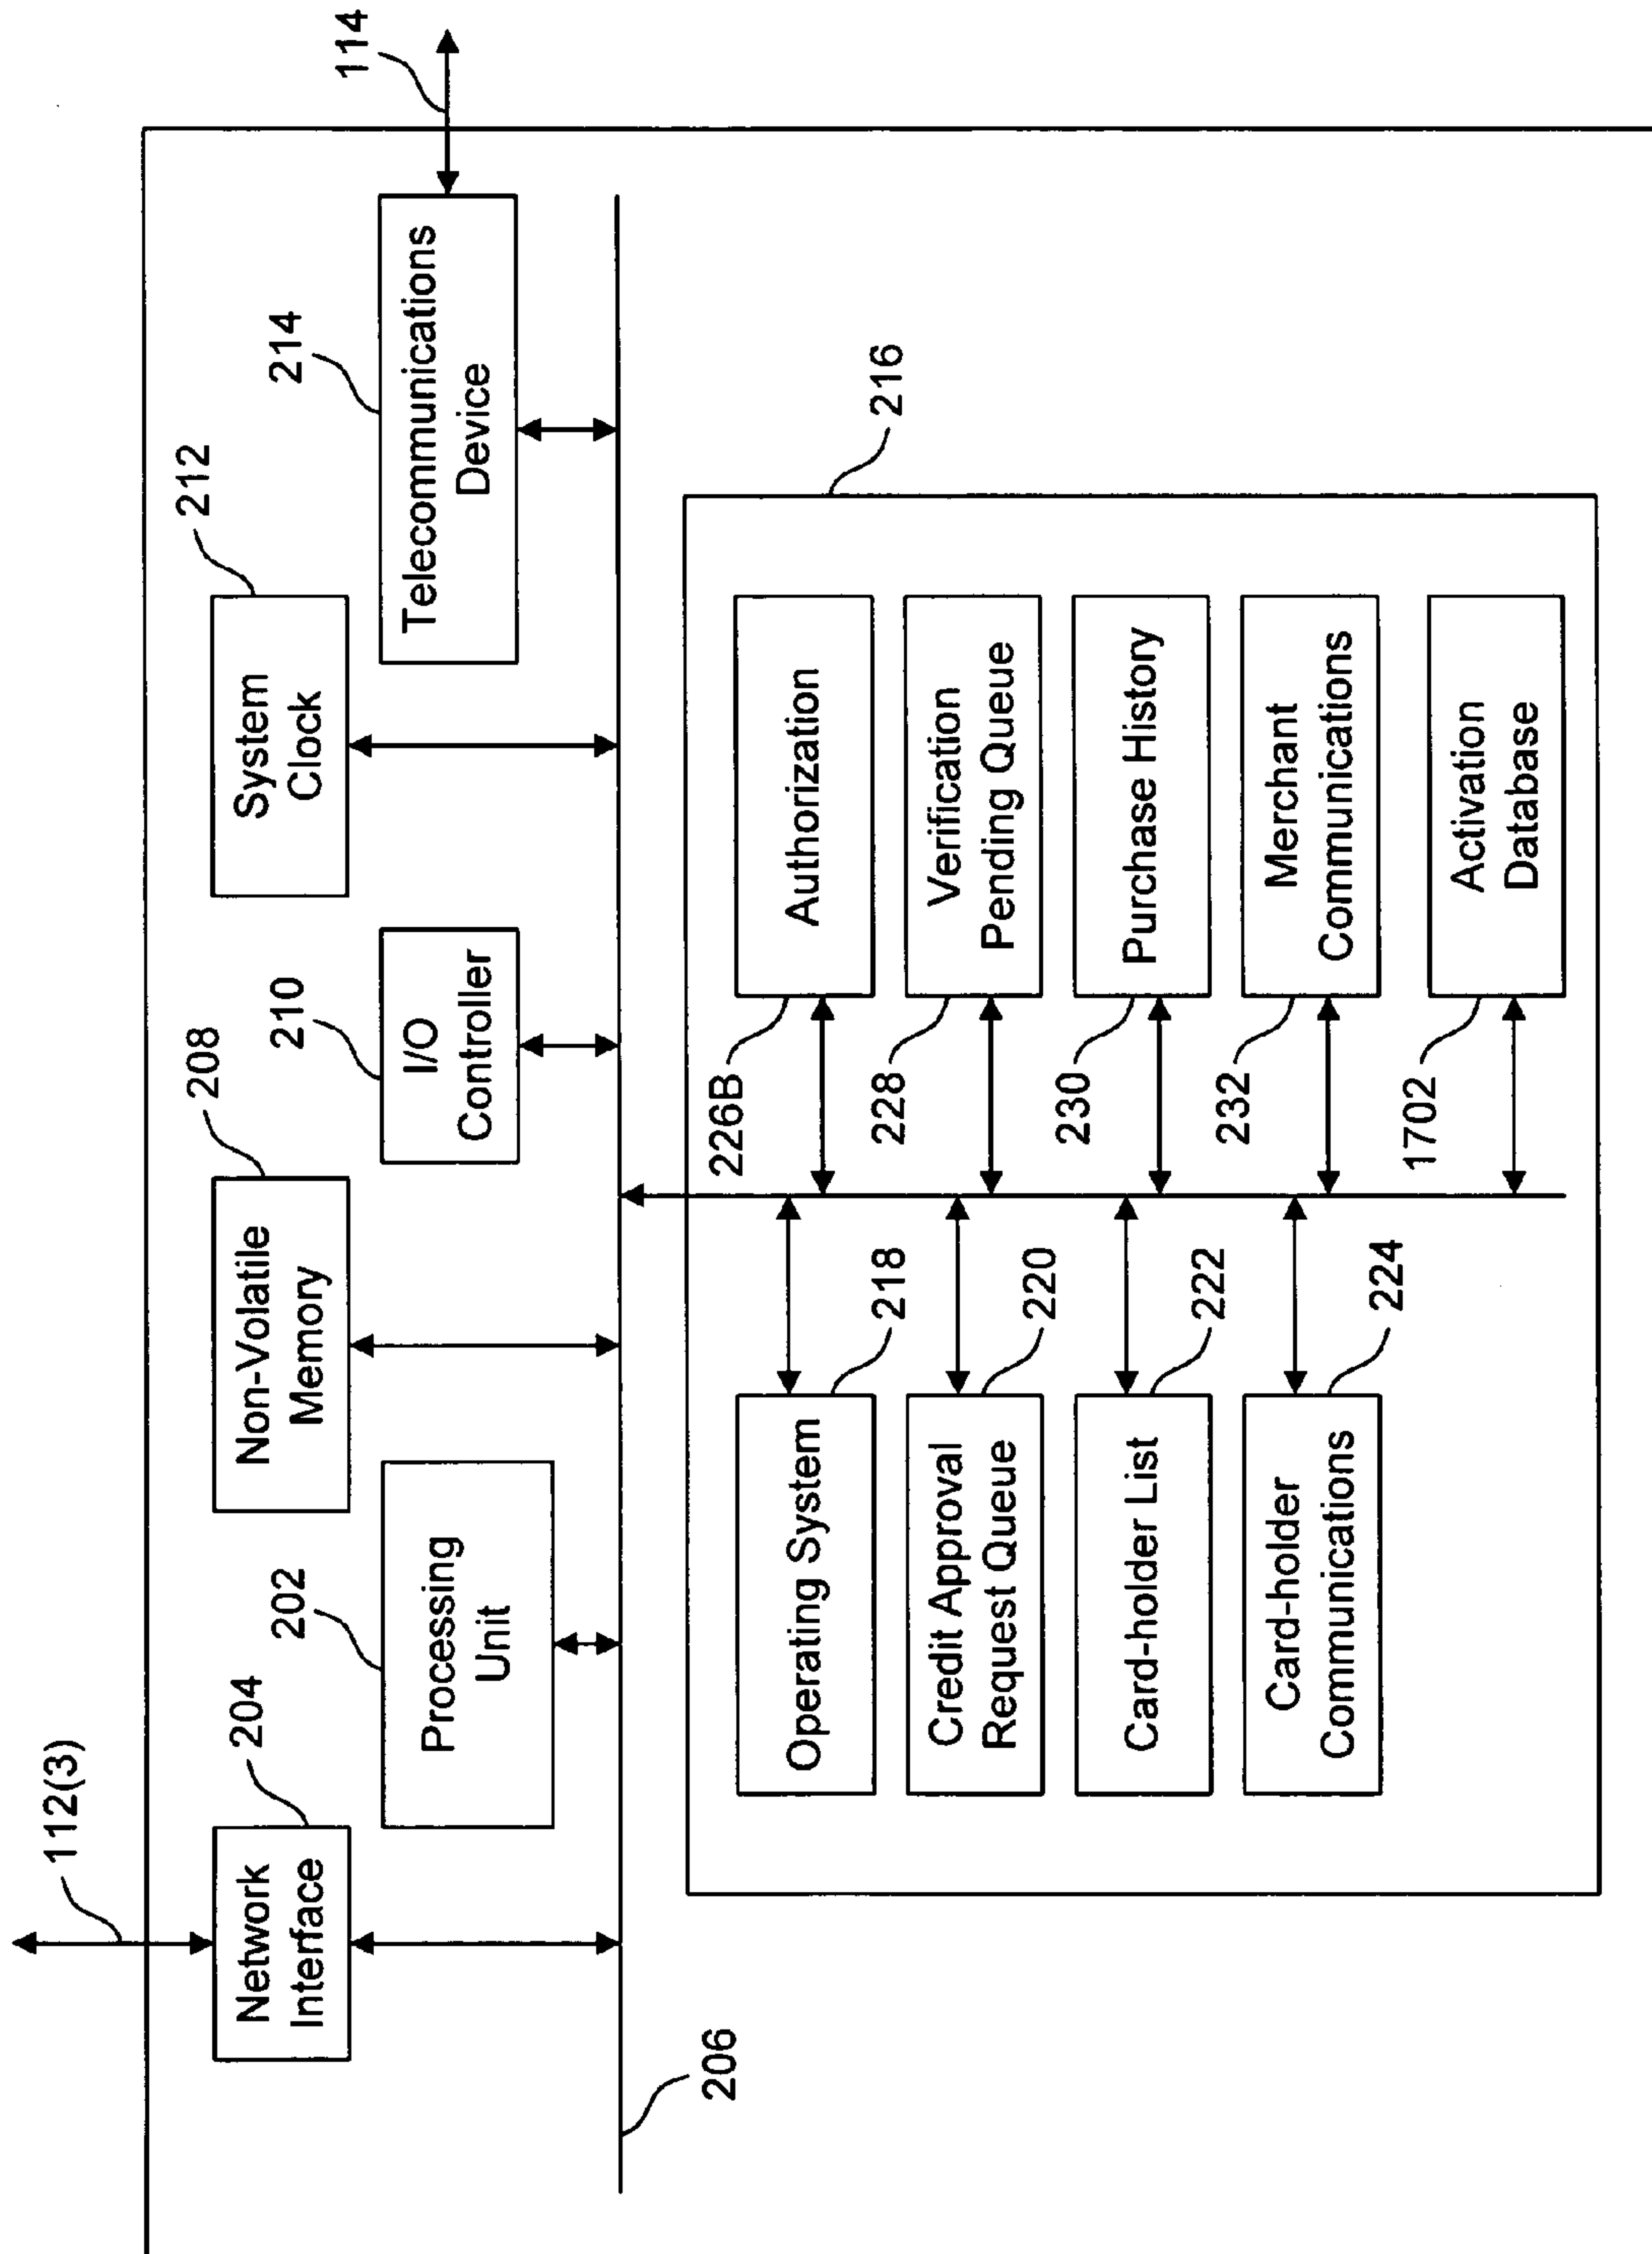 112(3)
204
Network
Interface
202
Processing
Unit
208
Non-Volatile
Memory
210
I/O
Controller
212
System
Clock
214
Telecommunications
Device
114
206
216
Operating System
218
Credit Approval
Request Queue
220
Card-holder List
222
Card-holder
Communications
224
226B
Authorization
228
Verification
Pending Queue
230
Purchase History
232
Merchant
Communications
1702
Activation
Database